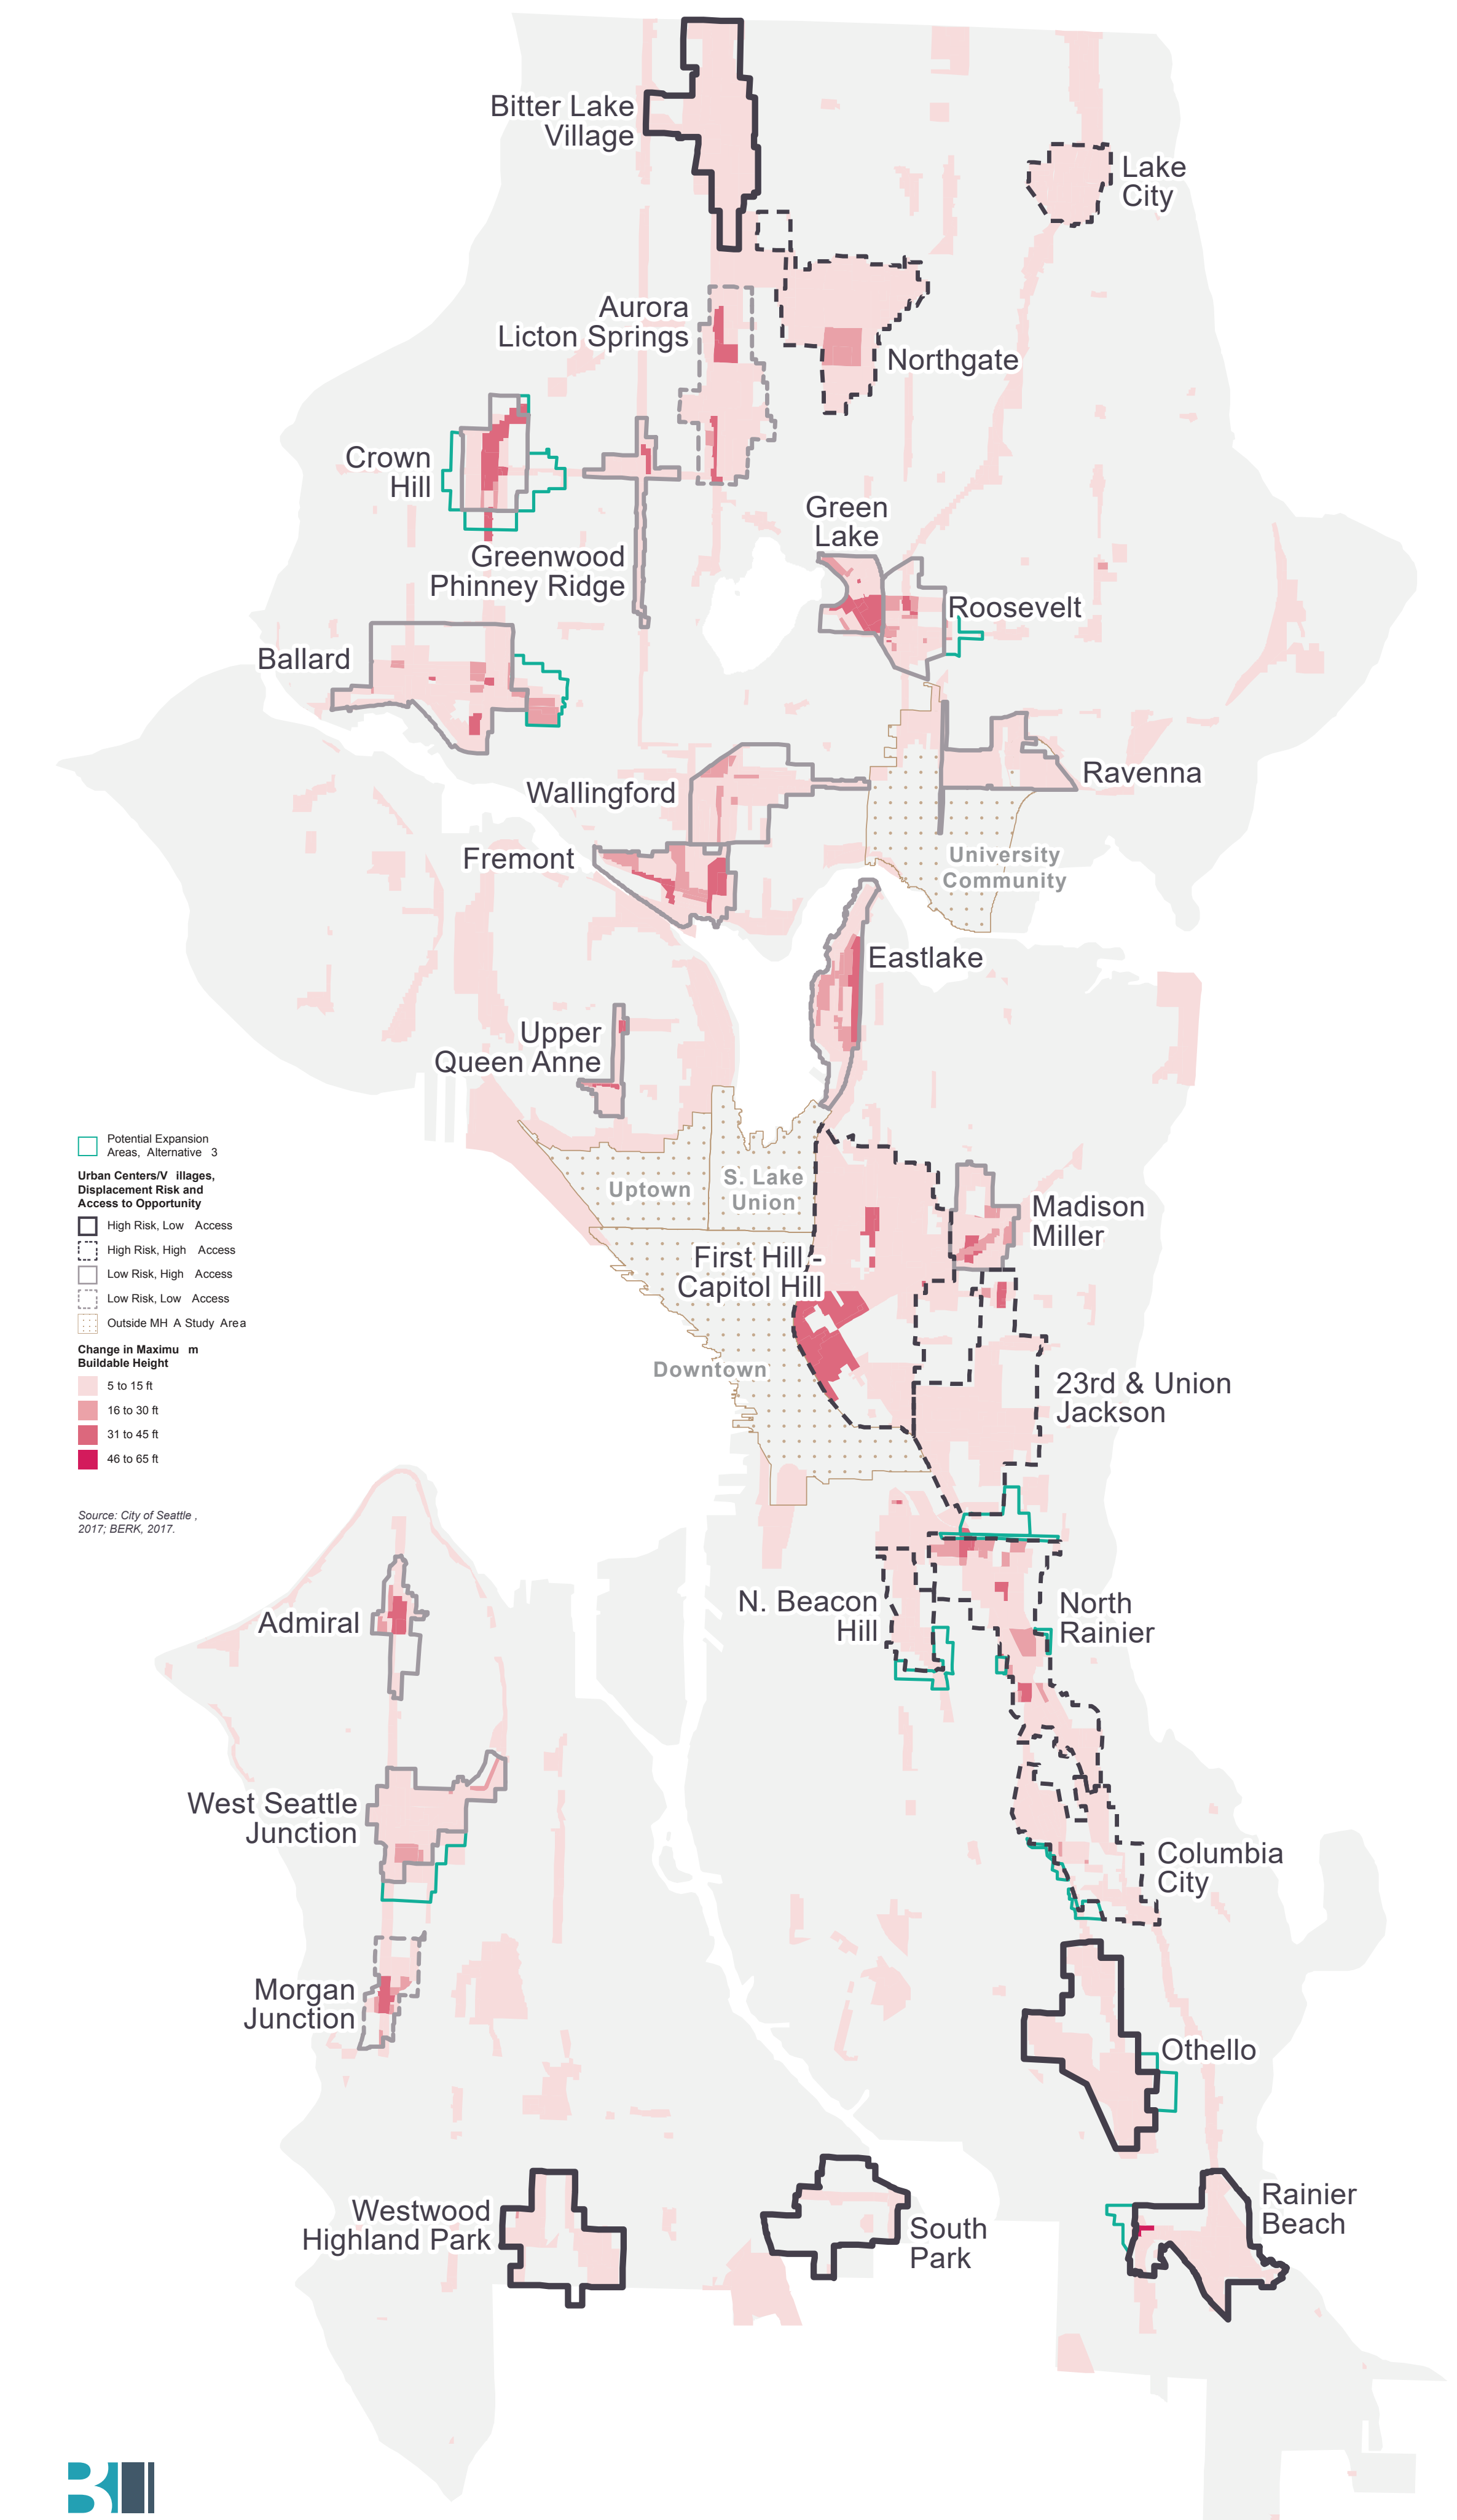 Bitter Lake
Village
Lake
City
Aurora
Licton Springs
Northgate
Crown
Hill
Green
Lake
Greenwood
Phinney Ridge
Roosevelt
Ballard
Ravenna
Wallingford
Fremont
University
Community
Eastlake
Upper
Queen Anne
Potential Expansion
Areas, Alternative 3
Urban Centers/V illages,
Displacement Risk and
Access to Opportunity
High Risk, Low Access
High Risk, High Access
Low Risk, High Access
Low Risk, Low Access
Outside MH A Study Area
Change in Maximu m
Buildable Height
5 to 15 ft
16 to 30 ft
31 to 45 ft
46 to 65 ft
Source: City of Seattle ,
2017; BERK, 2017.
Uptown
S. Lake
Union
Madison
Miller
First Hill -
Capitol Hill
Downtown
23rd & Union
Jackson
Admiral
N. Beacon
Hill
North
Rainier
West Seattle
Junction
Columbia
City
Morgan
Junction
Othello
Westwood
Highland Park
South
Park
Rainier
Beach
B